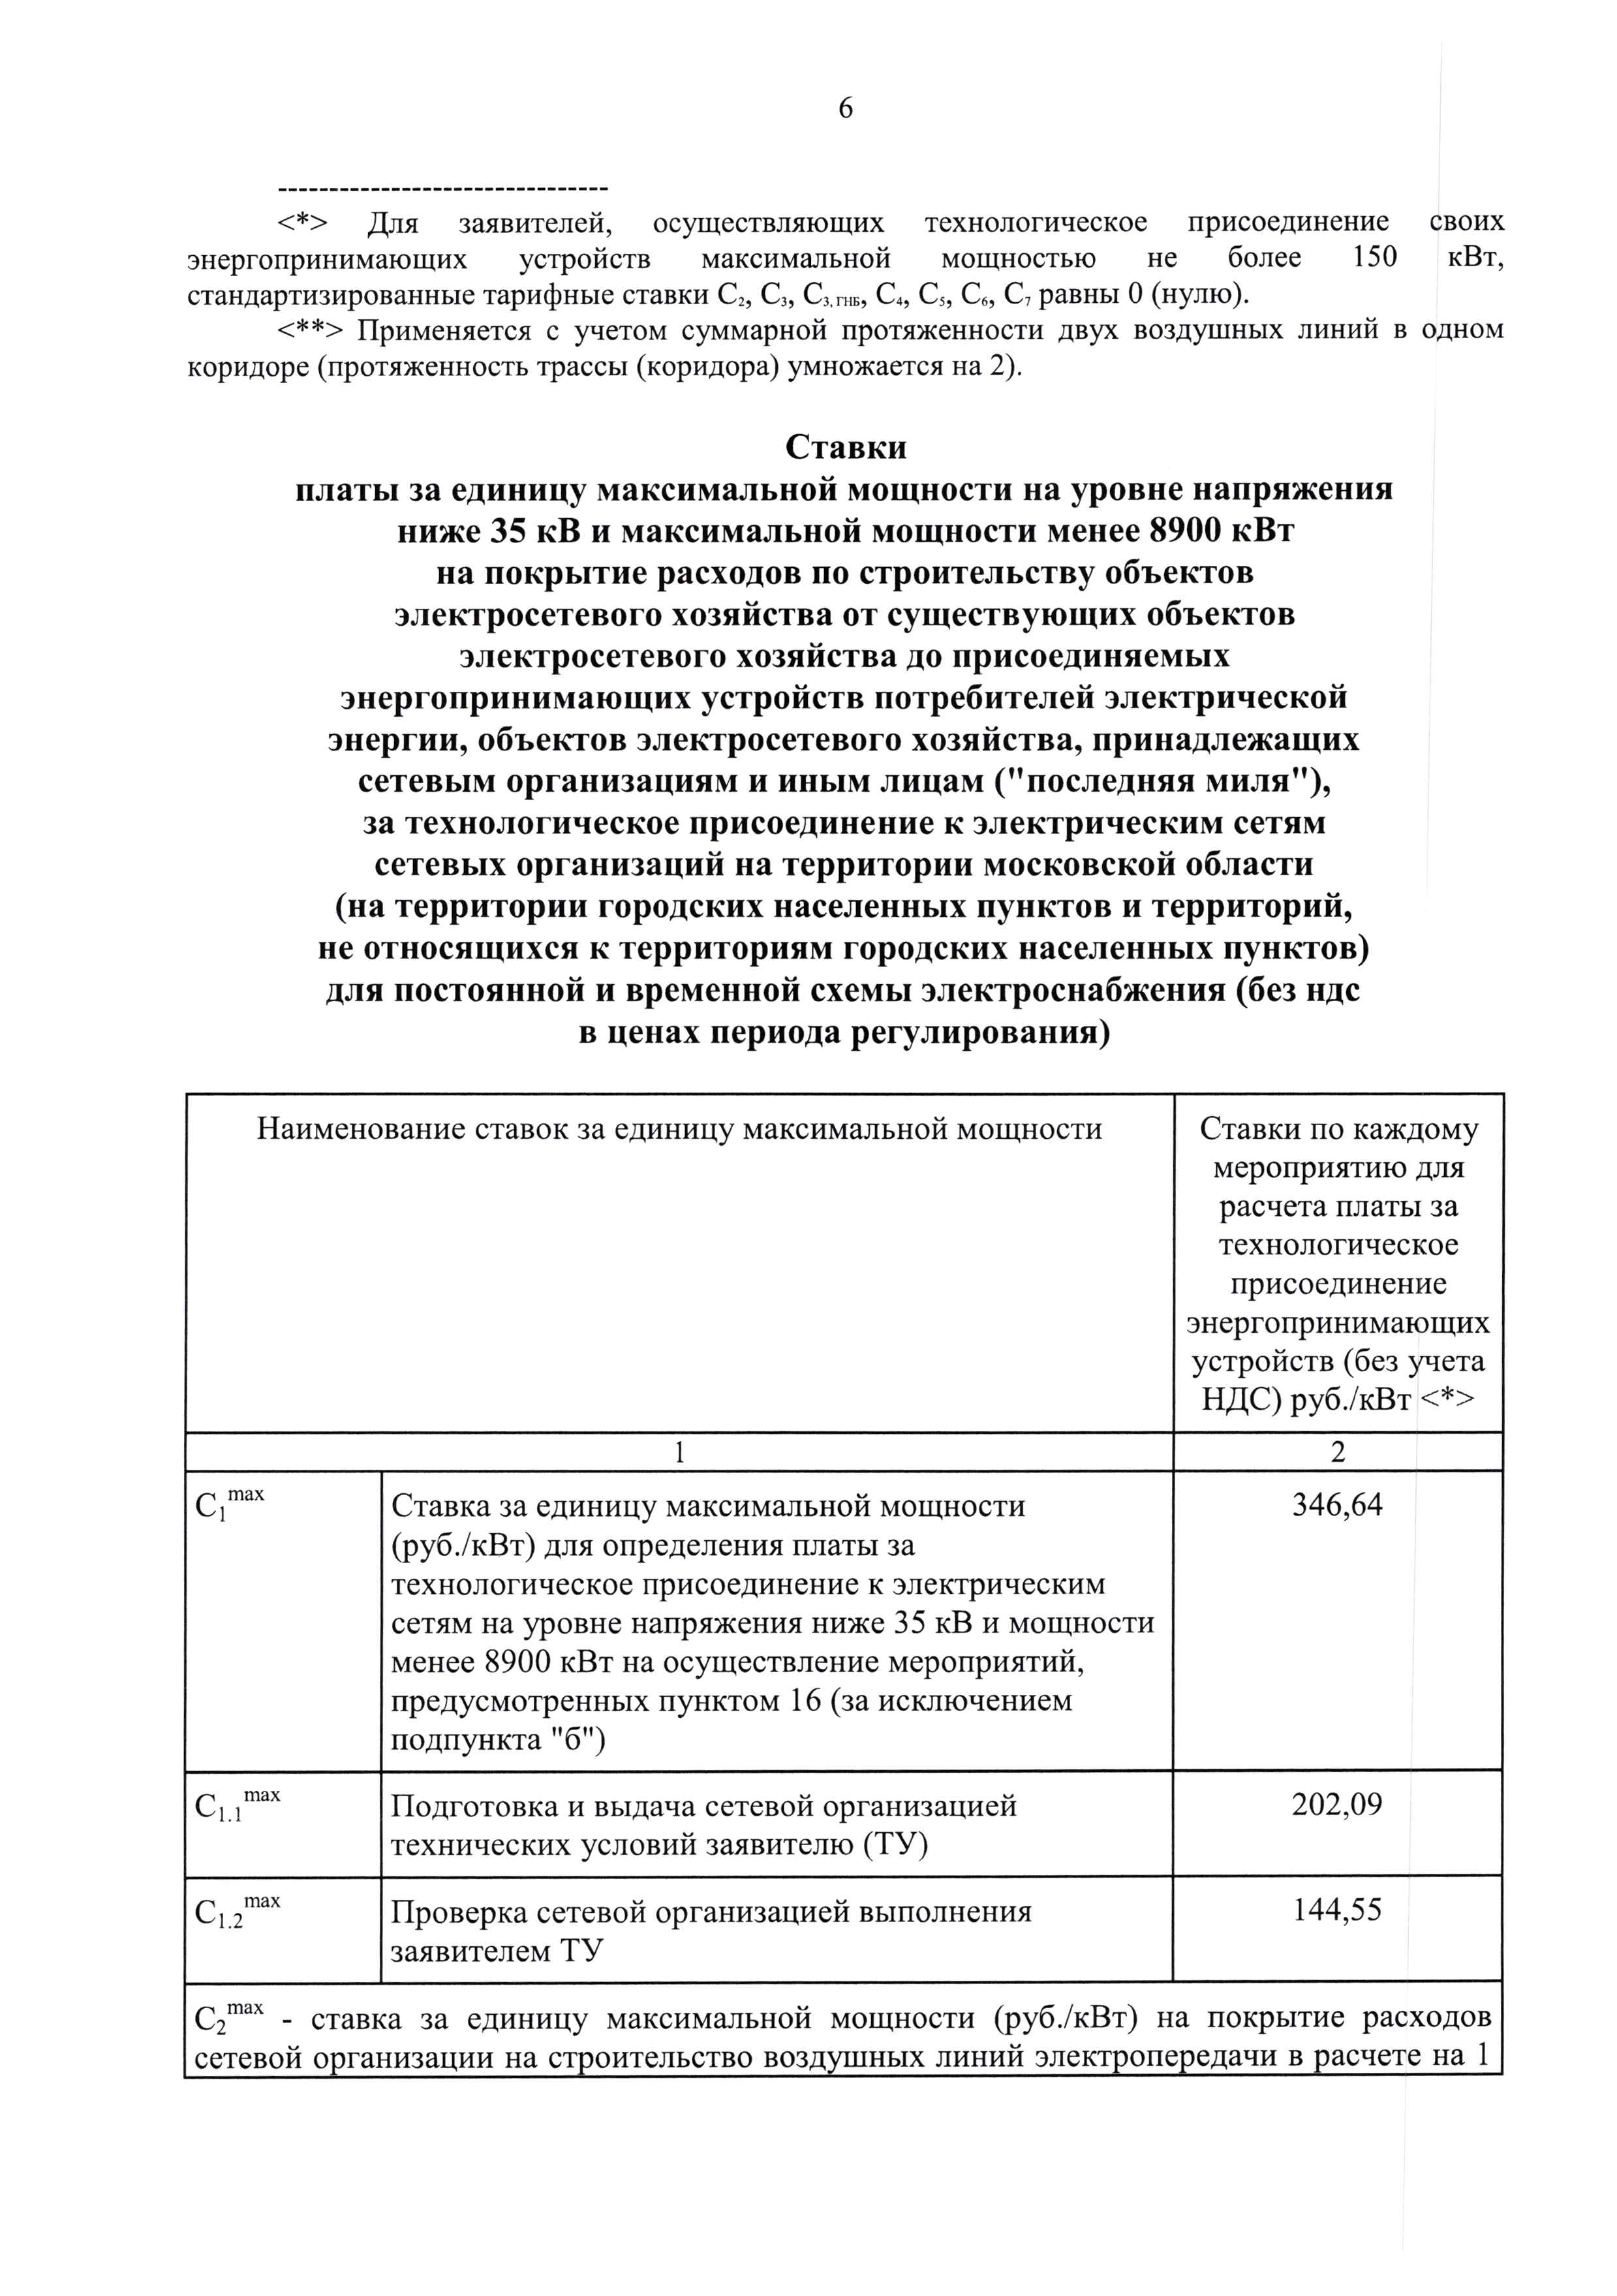 6
--------------------------------
<*> Для заявителей, осуществляющих технологическое присоединение своих
энергопринимающих устройств максимальной мощностью не более 150 кВт,
стандартизированные тарифные ставки С₂, С₃, С₃,ГНБ, С₄, С₅, С₆, С₇ равны 0 (нулю).
<**> Применяется с учетом суммарной протяженности двух воздушных линий в одном
коридоре (протяженность трассы (коридора) умножается на 2).
Ставки
платы за единицу максимальной мощности на уровне напряжения
ниже 35 кВ и максимальной мощности менее 8900 кВт
на покрытие расходов по строительству объектов
электросетевого хозяйства от существующих объектов
электросетевого хозяйства до присоединяемых
энергопринимающих устройств потребителей электрической
энергии, объектов электросетевого хозяйства, принадлежащих
сетевым организациям и иным лицам ("последняя миля"),
за технологическое присоединение к электрическим сетям
сетевых организаций на территории московской области
(на территории городских населенных пунктов и территорий,
не относящихся к территориям городских населенных пунктов)
для постоянной и временной схемы электроснабжения (без ндс
в ценах периода регулирования)
Наименование ставок за единицу максимальной мощности
Ставки по каждому
мероприятию для
расчета платы за
технологическое
присоединение
энергопринимающих
устройств (без учета
НДС) руб./кВт <*>
1
2
С₁max
Ставка за единицу максимальной мощности
(руб./кВт) для определения платы за
технологическое присоединение к электрическим
сетям на уровне напряжения ниже 35 кВ и мощности
менее 8900 кВт на осуществление мероприятий,
предусмотренных пунктом 16 (за исключением
подпункта "б")
346,64
С₁.₁max
Подготовка и выдача сетевой организацией
технических условий заявителю (ТУ)
202,09
С₁.₂max
Проверка сетевой организацией выполнения
заявителем ТУ
144,55
С₂max - ставка за единицу максимальной мощности (руб./кВт) на покрытие расходов
сетевой организации на строительство воздушных линий электропередачи в расчете на 1